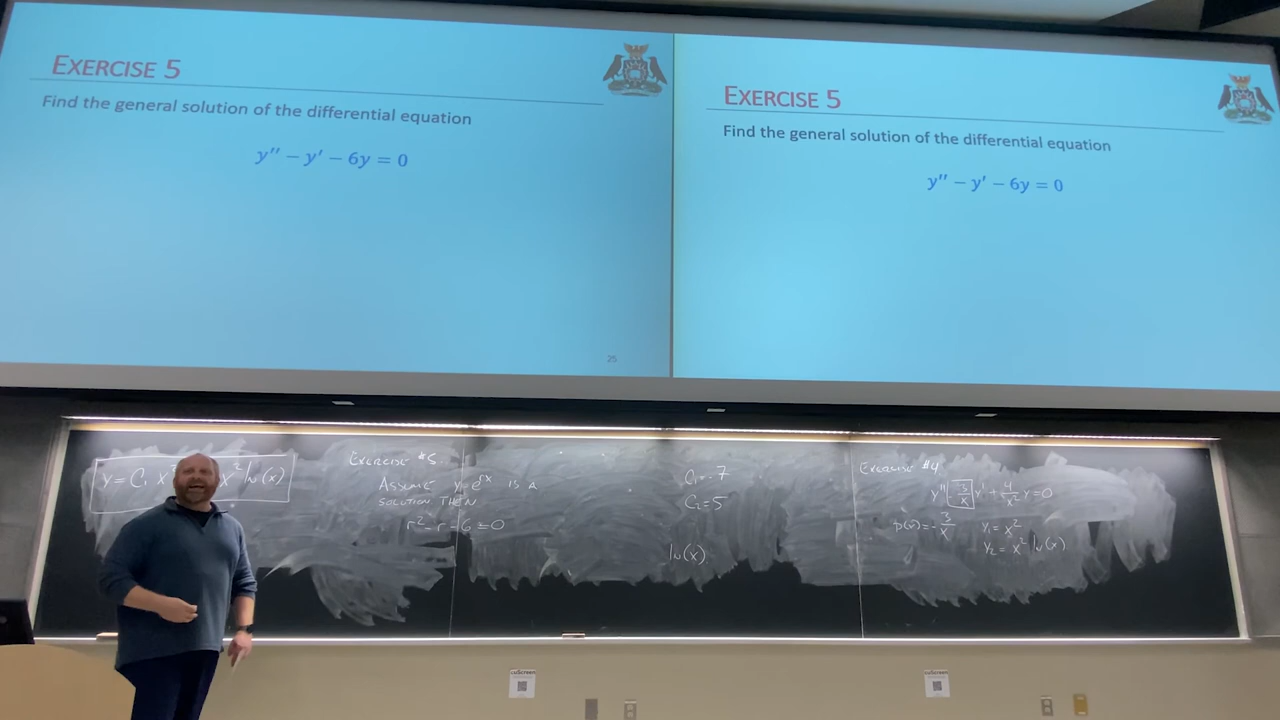 EXERCISE 5
Find the general solution of the differential equation
y'' − y' − 6y = 0
25
EXERCISE 5
Find the general solution of the differential equation
y'' − y' − 6y = 0
y = C₁ x
x² ln(x)
EXERCISE #5
ASSUME y = eʳˣ IS A
SOLUTION THEN
r² - r - 6 = 0
C₁ = -7
C₂ = 5
ln(x)
EXERCISE #4
y'' - 3/x y' + 4/x² y = 0
p(x) = - 3/x
y₁ = x²
y₂ = x² ln(x)